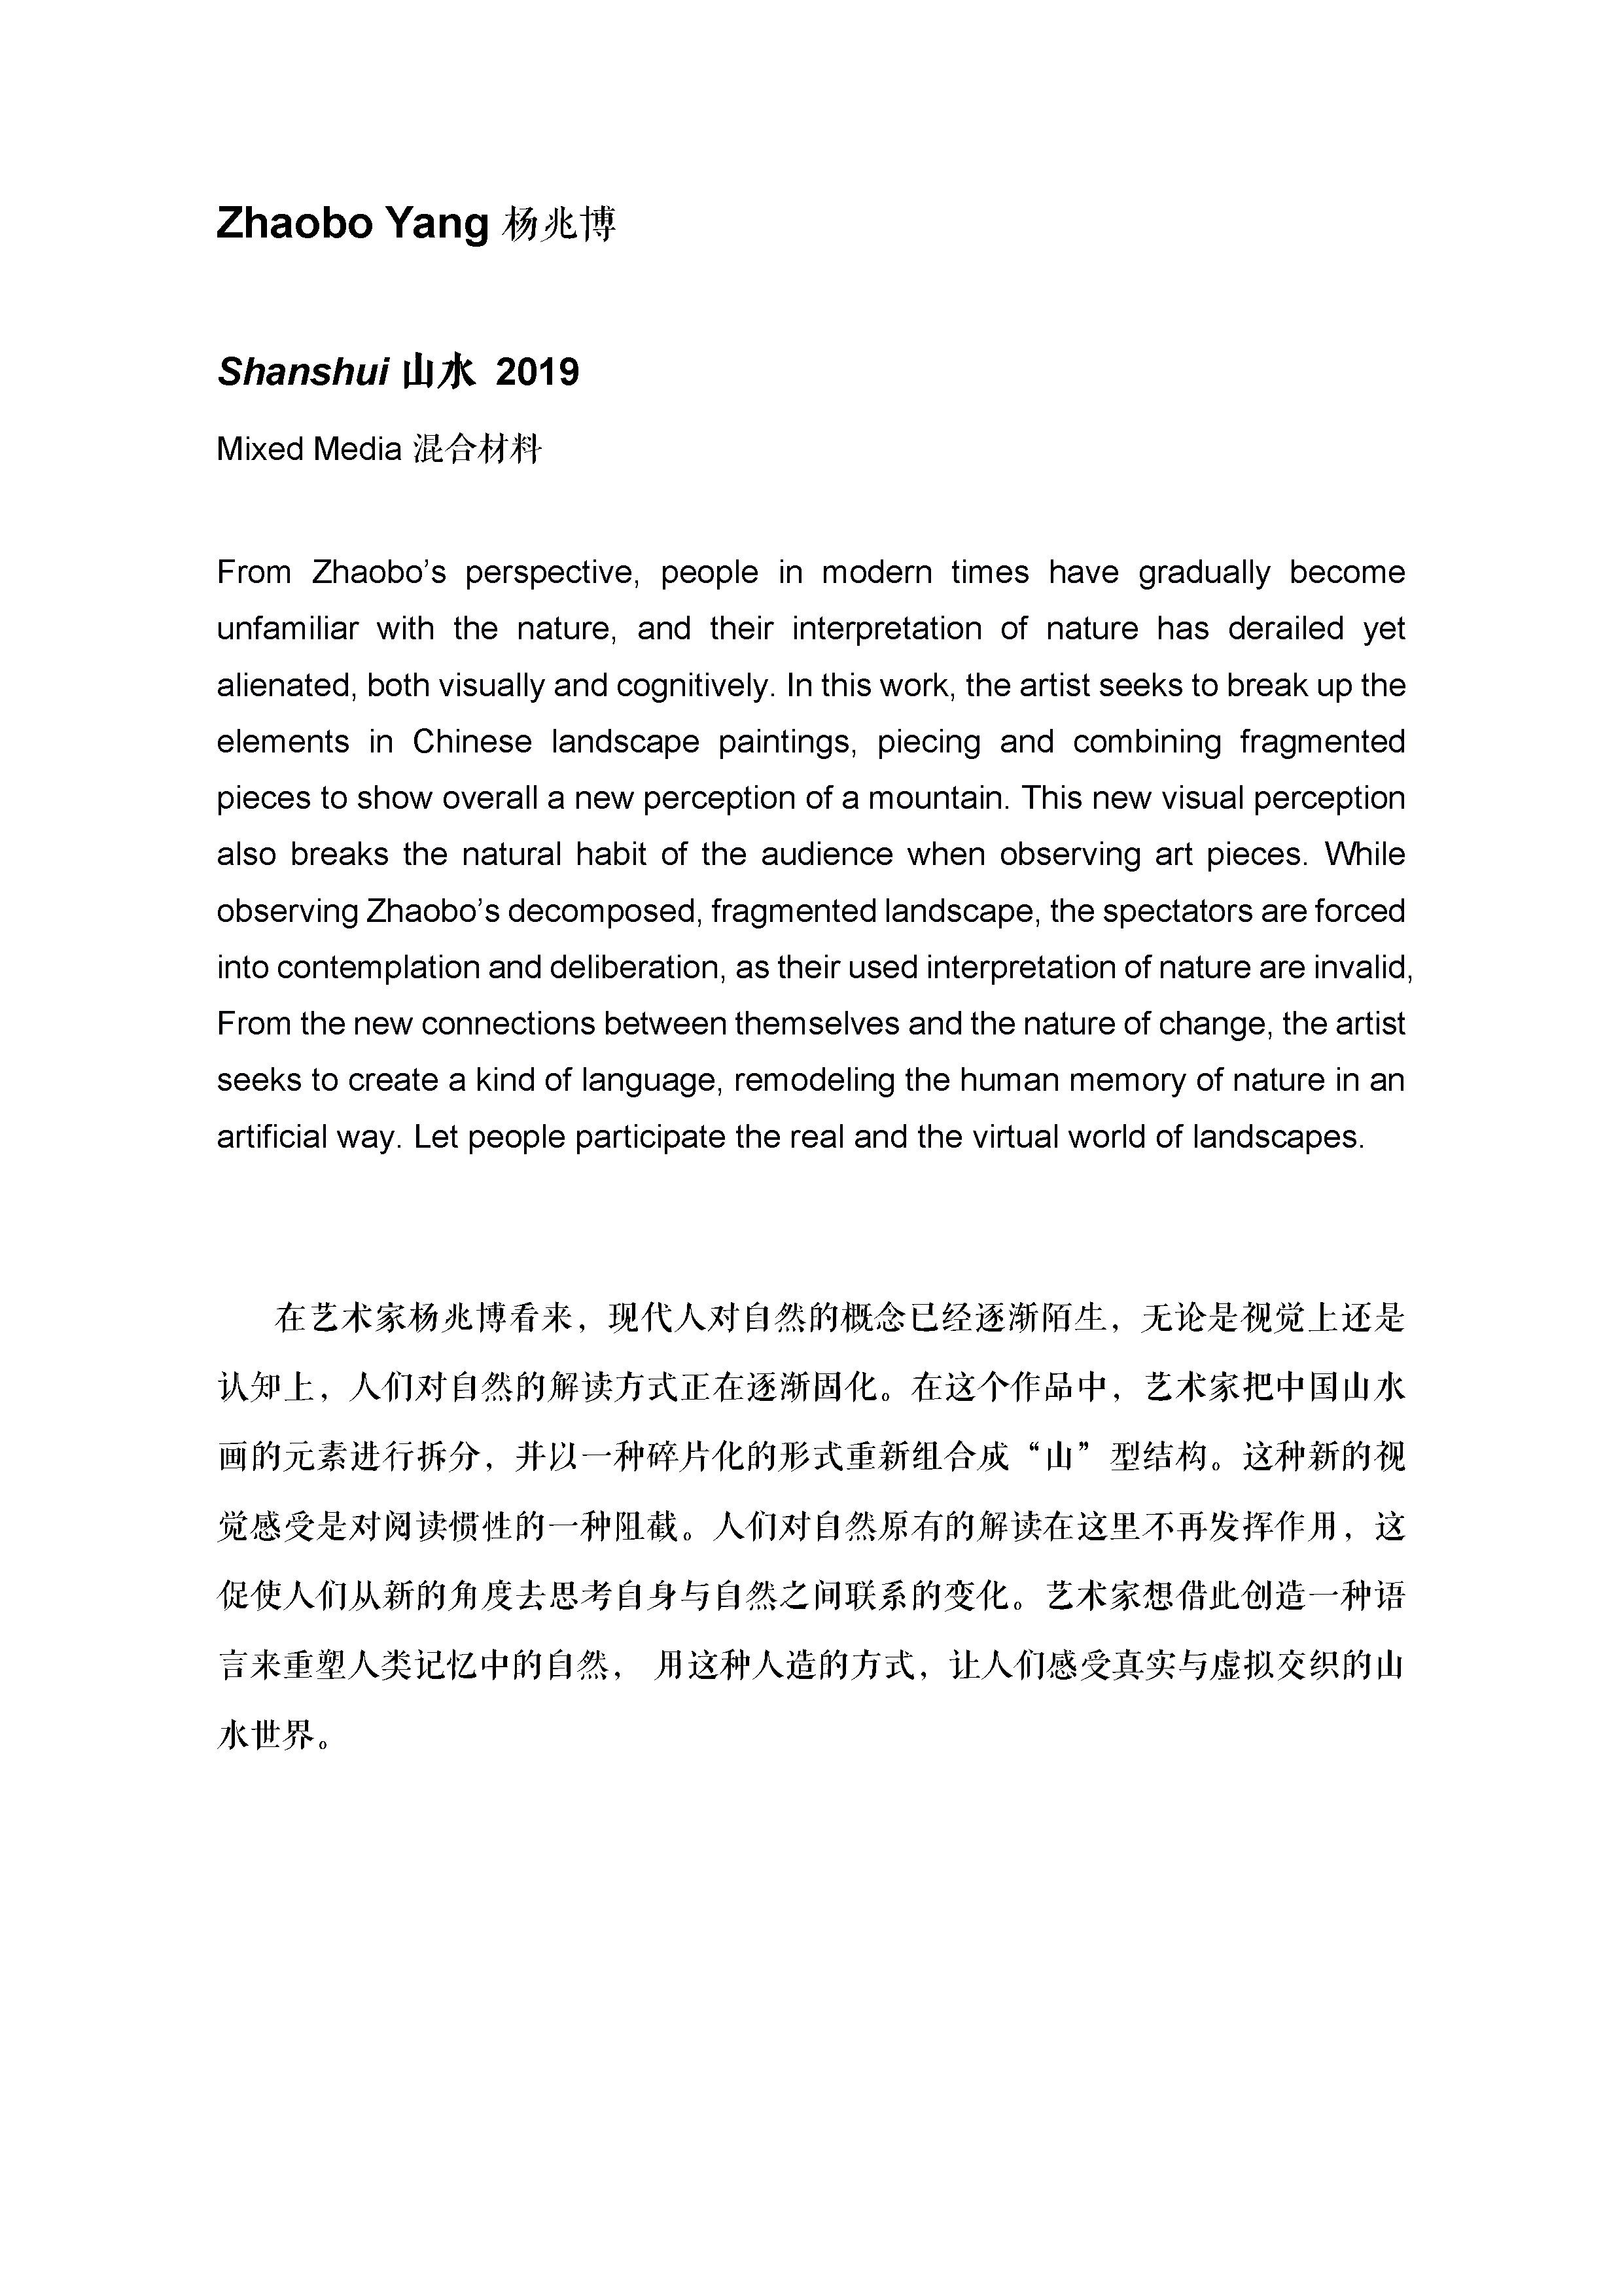 Zhaobo Yang 杨兆博
Shanshui 山水 2019
Mixed Media 混合材料
From Zhaobo’s perspective, people in modern times have gradually become
unfamiliar with the nature, and their interpretation of nature has derailed yet
alienated, both visually and cognitively. In this work, the artist seeks to break up the
elements in Chinese landscape paintings, piecing and combining fragmented
pieces to show overall a new perception of a mountain. This new visual perception
also breaks the natural habit of the audience when observing art pieces. While
observing Zhaobo’s decomposed, fragmented landscape, the spectators are forced
into contemplation and deliberation, as their used interpretation of nature are invalid,
From the new connections between themselves and the nature of change, the artist
seeks to create a kind of language, remodeling the human memory of nature in an
artificial way. Let people participate the real and the virtual world of landscapes.
在艺术家杨兆博看来，现代人对自然的概念已经逐渐陌生，无论是视觉上还是
认知上，人们对自然的解读方式正在逐渐固化。在这个作品中，艺术家把中国山水
画的元素进行拆分，并以一种碎片化的形式重新组合成“山”型结构。这种新的视
觉感受是对阅读惯性的一种阻截。人们对自然原有的解读在这里不再发挥作用，这
促使人们从新的角度去思考自身与自然之间联系的变化。艺术家想借此创造一种语
言来重塑人类记忆中的自然， 用这种人造的方式，让人们感受真实与虚拟交织的山
水世界。